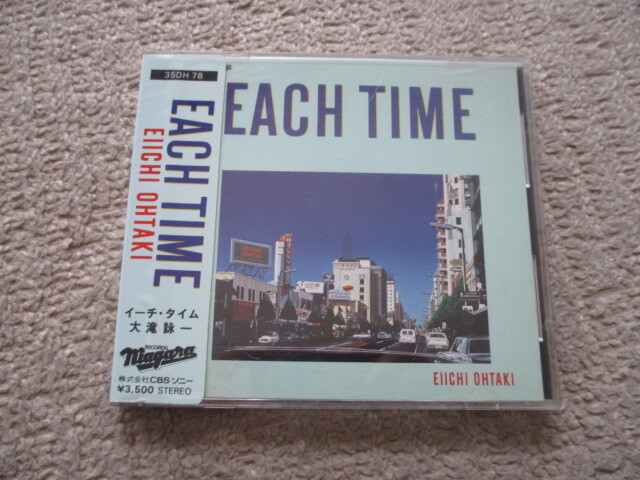 35DH 78
EACH TIME
EIICHI OHTAKI
イーチ・タイム
大滝詠一
RECORDS
Niagara
株式会社CBSソニー
¥3,500 STEREO
EACH TIME
EIICHI OHTAKI